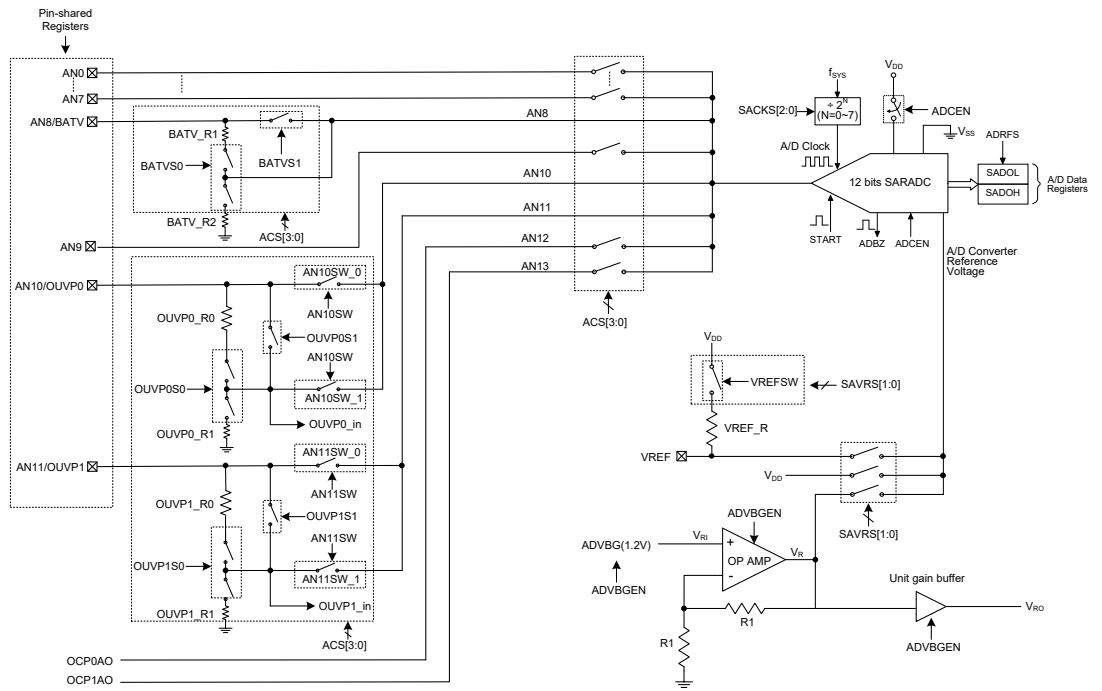 Pin-shared
Registers
AN0
AN7
AN8/BATV
BATV_R1
BATVS0
BATVS1
BATV_R2
ACS[3:0]
AN9
AN10/OUVP0
OUVP0_R0
OUVP0S0
OUVP0_R1
AN10SW_0
AN10SW
OUVP0S1
AN10SW
AN10SW_1
OUVP0_in
AN11/OUVP1
OUVP1_R0
OUVP1S0
OUVP1_R1
AN11SW_0
AN11SW
OUVP1S1
AN11SW
AN11SW_1
OUVP1_in
ACS[3:0]
OCP0AO
OCP1AO
AN8
AN10
AN11
AN12
AN13
ACS[3:0]
fSYS
SACKS[2:0]
÷ 2N
(N=0~7)
A/D Clock
VDD
ADCEN
VSS
12 bits SARADC
START
ADBZ
ADCEN
ADRFS
SADOL
SADOH
A/D Data
Registers
A/D Converter
Reference
Voltage
VDD
VREFSW
SAVRS[1:0]
VREF_R
VREF
VDD
SAVRS[1:0]
ADVBGEN
ADVBG(1.2V)
VRI
+
OP AMP
-
VR
ADVBGEN
R1
R1
Unit gain buffer
VRO
ADVBGEN